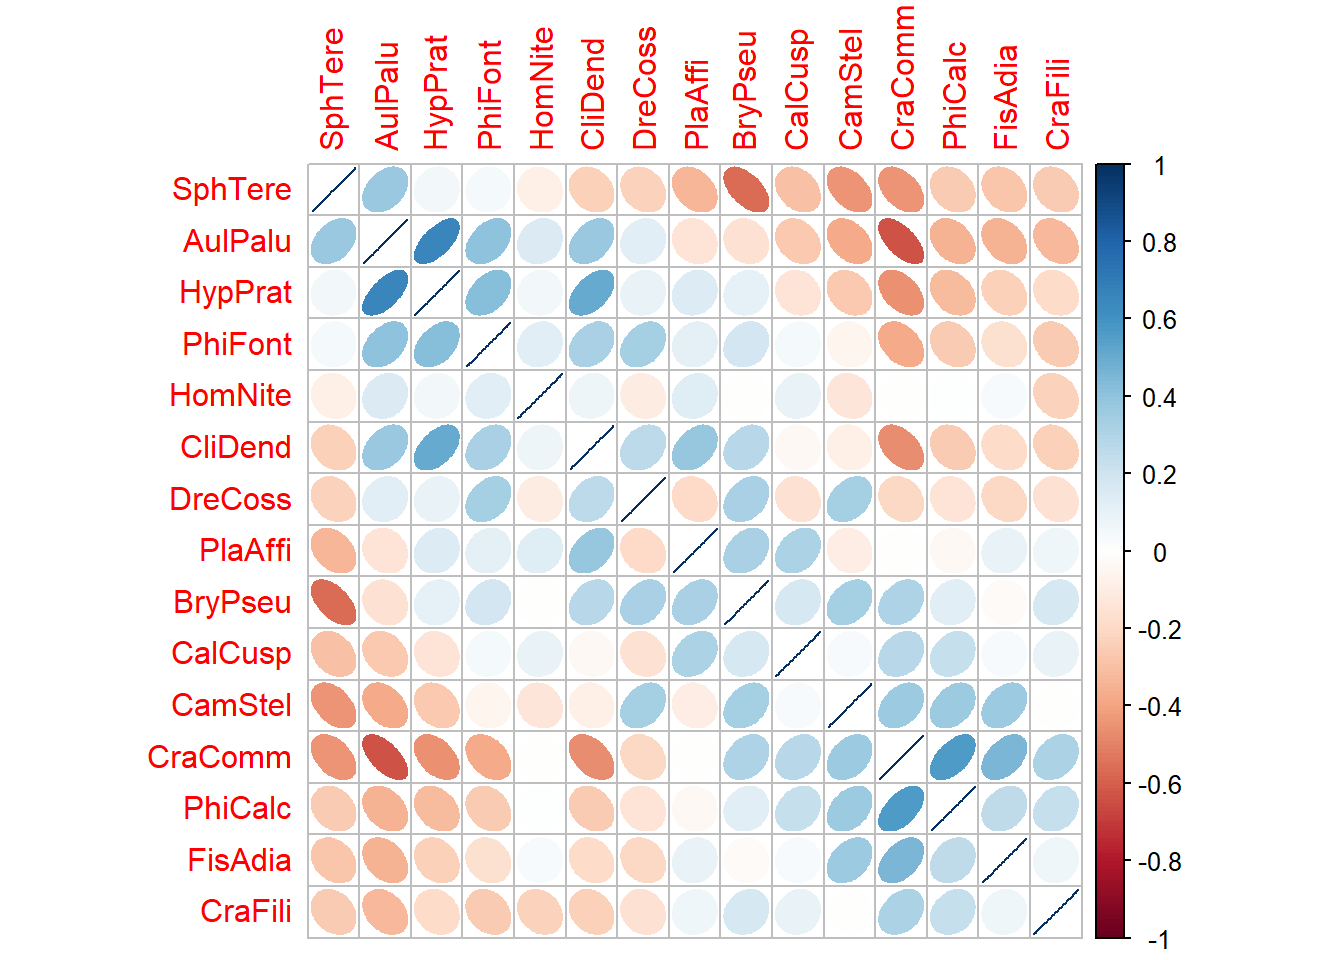 SphTere
AulPalu
HypPrat
PhiFont
HomNite
CliDend
DreCoss
PlaAffi
BryPseu
CalCusp
CamStel
CraComm
PhiCalc
FisAdia
CraFili
SphTere
AulPalu
HypPrat
PhiFont
HomNite
CliDend
DreCoss
PlaAffi
BryPseu
CalCusp
CamStel
CraComm
PhiCalc
FisAdia
CraFili
1
0.8
0.6
0.4
0.2
0
-0.2
-0.4
-0.6
-0.8
-1